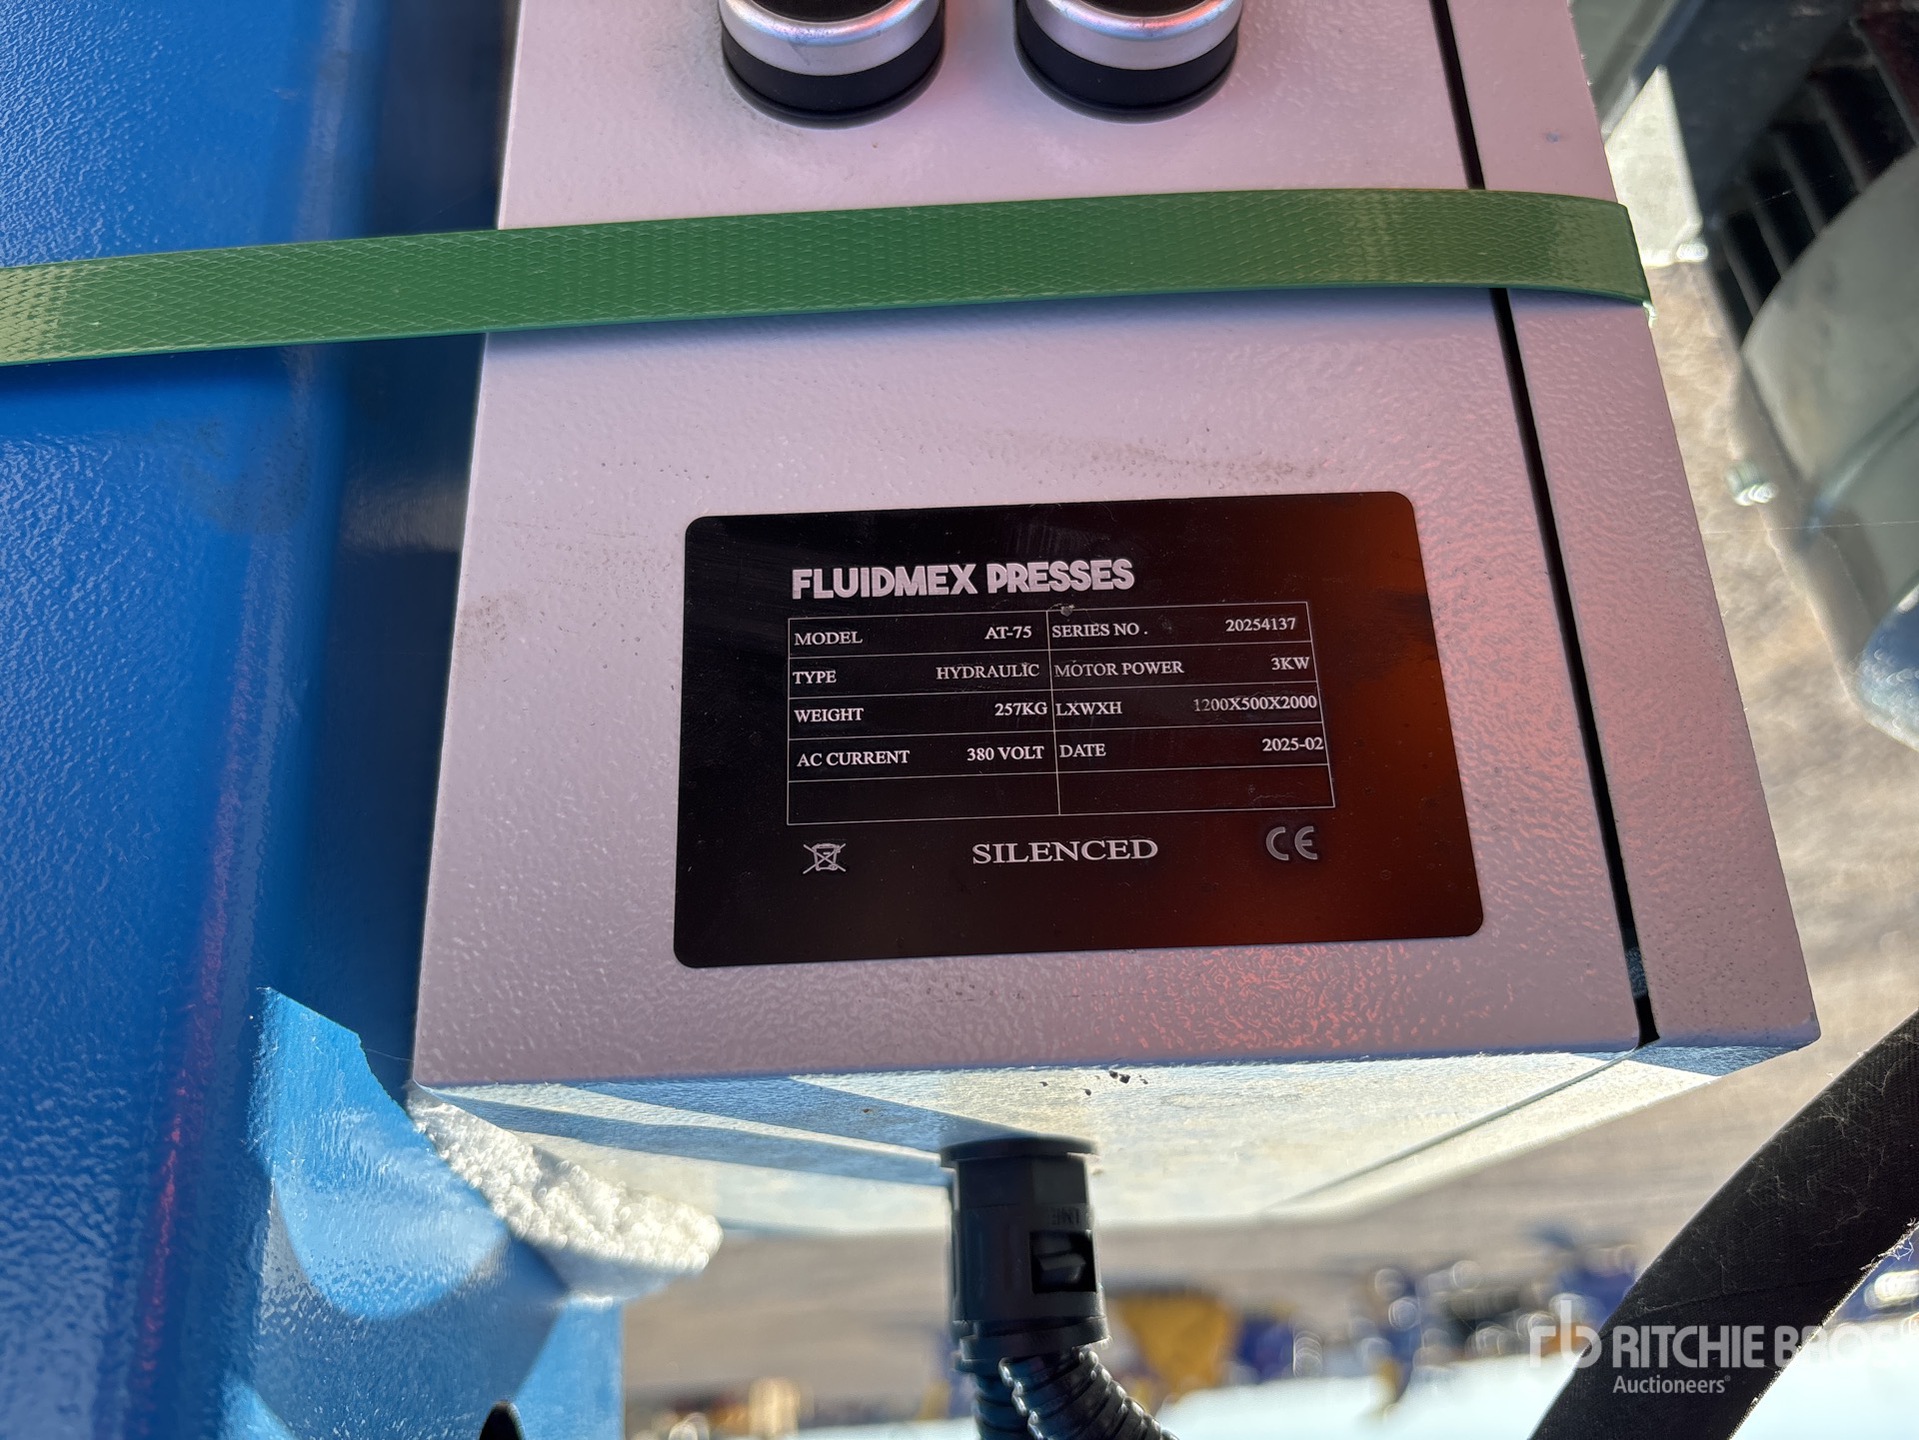 FLUIDMEX PRESSES
MODEL AT-75 SERIES NO . 20254137
TYPE HYDRAULIC MOTOR POWER 3KW
WEIGHT 257KG LXWXH 1200X500X2000
AC CURRENT 380 VOLT DATE 2025-02
SILENCED CE
rb RITCHIE BROS
Auctioneers®